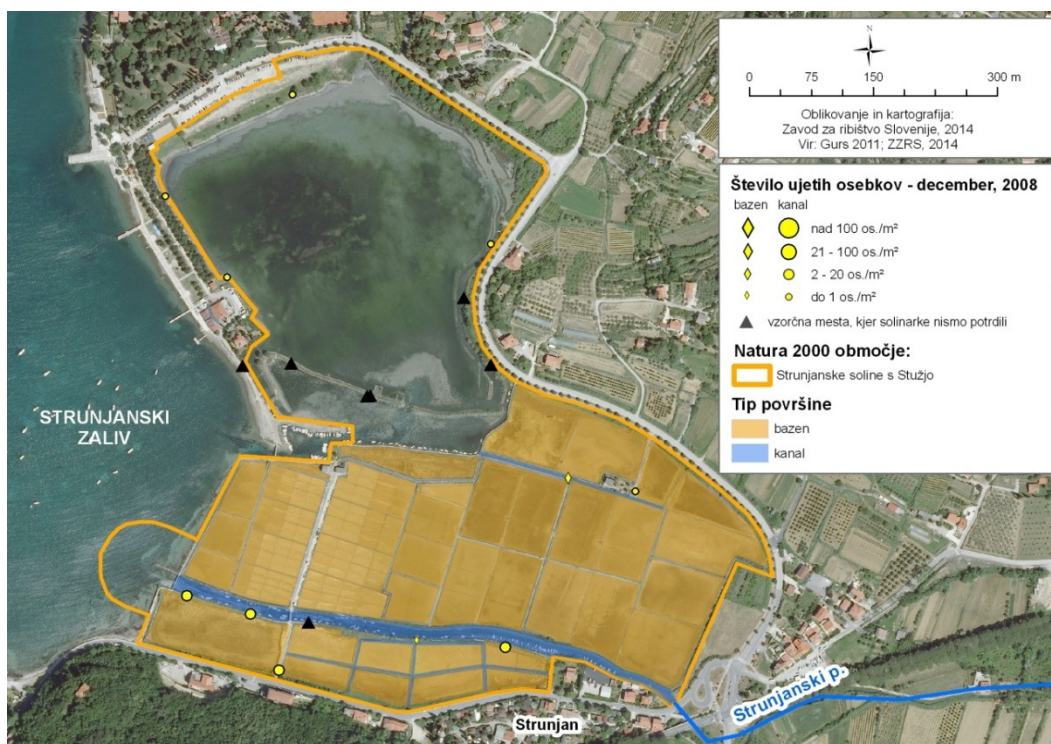 N
0 75 150 300 m
Oblikovanje in kartografija:
Zavod za ribištvo Slovenije, 2014
Vir: Gurs 2011; ZZRS, 2014
Število ujetih osebkov - december, 2008
bazen kanal
nad 100 os./m²
21 - 100 os./m²
2 - 20 os./m²
do 1 os./m²
vzorčna mesta, kjer solinarke nismo potrdili
Natura 2000 območje:
Strunjanske soline s Stužjo
Tip površine
bazen
kanal
STRUNJANSKI
ZALIV
Strunjanski p.
Strunjan